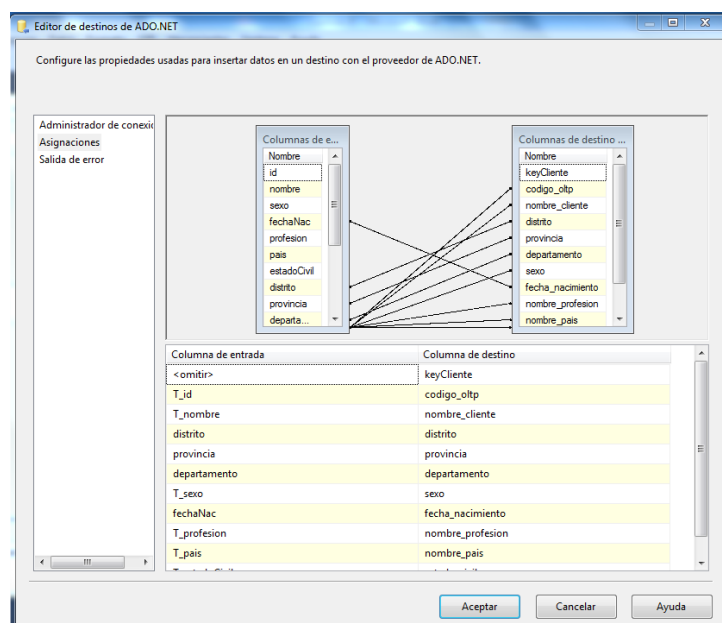 Editor de destinos de ADO.NET
Configure las propiedades usadas para insertar datos en un destino con el proveedor de ADO.NET.
Administrador de conexió
Asignaciones
Salida de error
Columnas de e...
Nombre
id
nombre
sexo
fechaNac
profesion
pais
estadoCivil
distrito
provincia
departa...
Columnas de destino ...
Nombre
keyCliente
codigo_oltp
nombre_cliente
distrito
provincia
departamento
sexo
fecha_nacimiento
nombre_profesion
nombre_pais
Columna de entrada Columna de destino
<omitir> keyCliente
T_id codigo_oltp
T_nombre nombre_cliente
distrito distrito
provincia provincia
departamento departamento
T_sexo sexo
fechaNac fecha_nacimiento
T_profesion nombre_profesion
T_pais nombre_pais
Aceptar Cancelar Ayuda